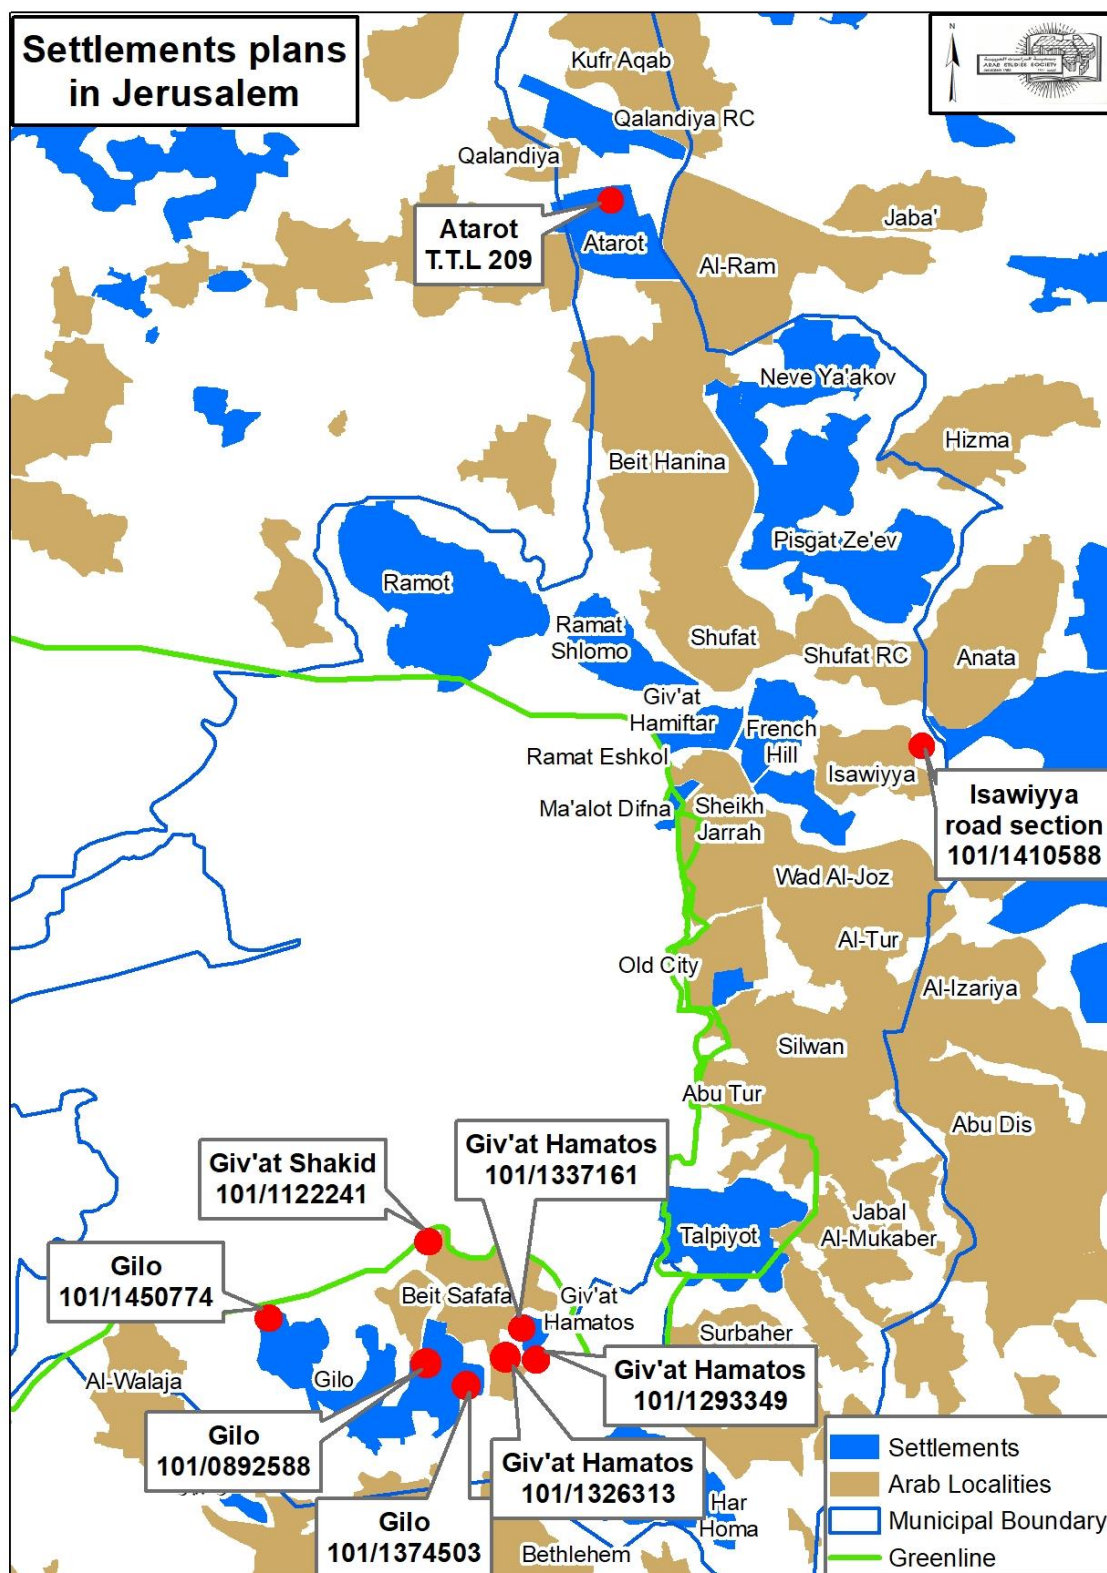 Settlements plans
in Jerusalem
N
ARAB STUDIES SOCIETY
Kufr Aqab
Qalandiya RC
Qalandiya
Jaba'
Atarot
T.T.L 209
Atarot
Al-Ram
Neve Ya'akov
Hizma
Beit Hanina
Pisgat Ze'ev
Ramot
Ramat
Shlomo
Shufat
Shufat RC
Anata
Giv'at
Hamiftar
French
Hill
Ramat Eshkol
Isawiyya
Isawiyya
road section
101/1410588
Ma'alot Difna
Sheikh
Jarrah
Wad Al-Joz
Al-Tur
Old City
Al-Izariya
Silwan
Abu Tur
Abu Dis
Giv'at Hamatos
101/1337161
Giv'at Shakid
101/1122241
Jabal
Al-Mukaber
Talpiyot
Gilo
101/1450774
Beit Safafa
Giv'at
Hamatos
Surbaher
Al-Walaja
Gilo
Giv'at Hamatos
101/1293349
Gilo
101/0892588
Giv'at Hamatos
101/1326313
Gilo
101/1374503
Har
Homa
Bethlehem
Settlements
Arab Localities
Municipal Boundary
Greenline